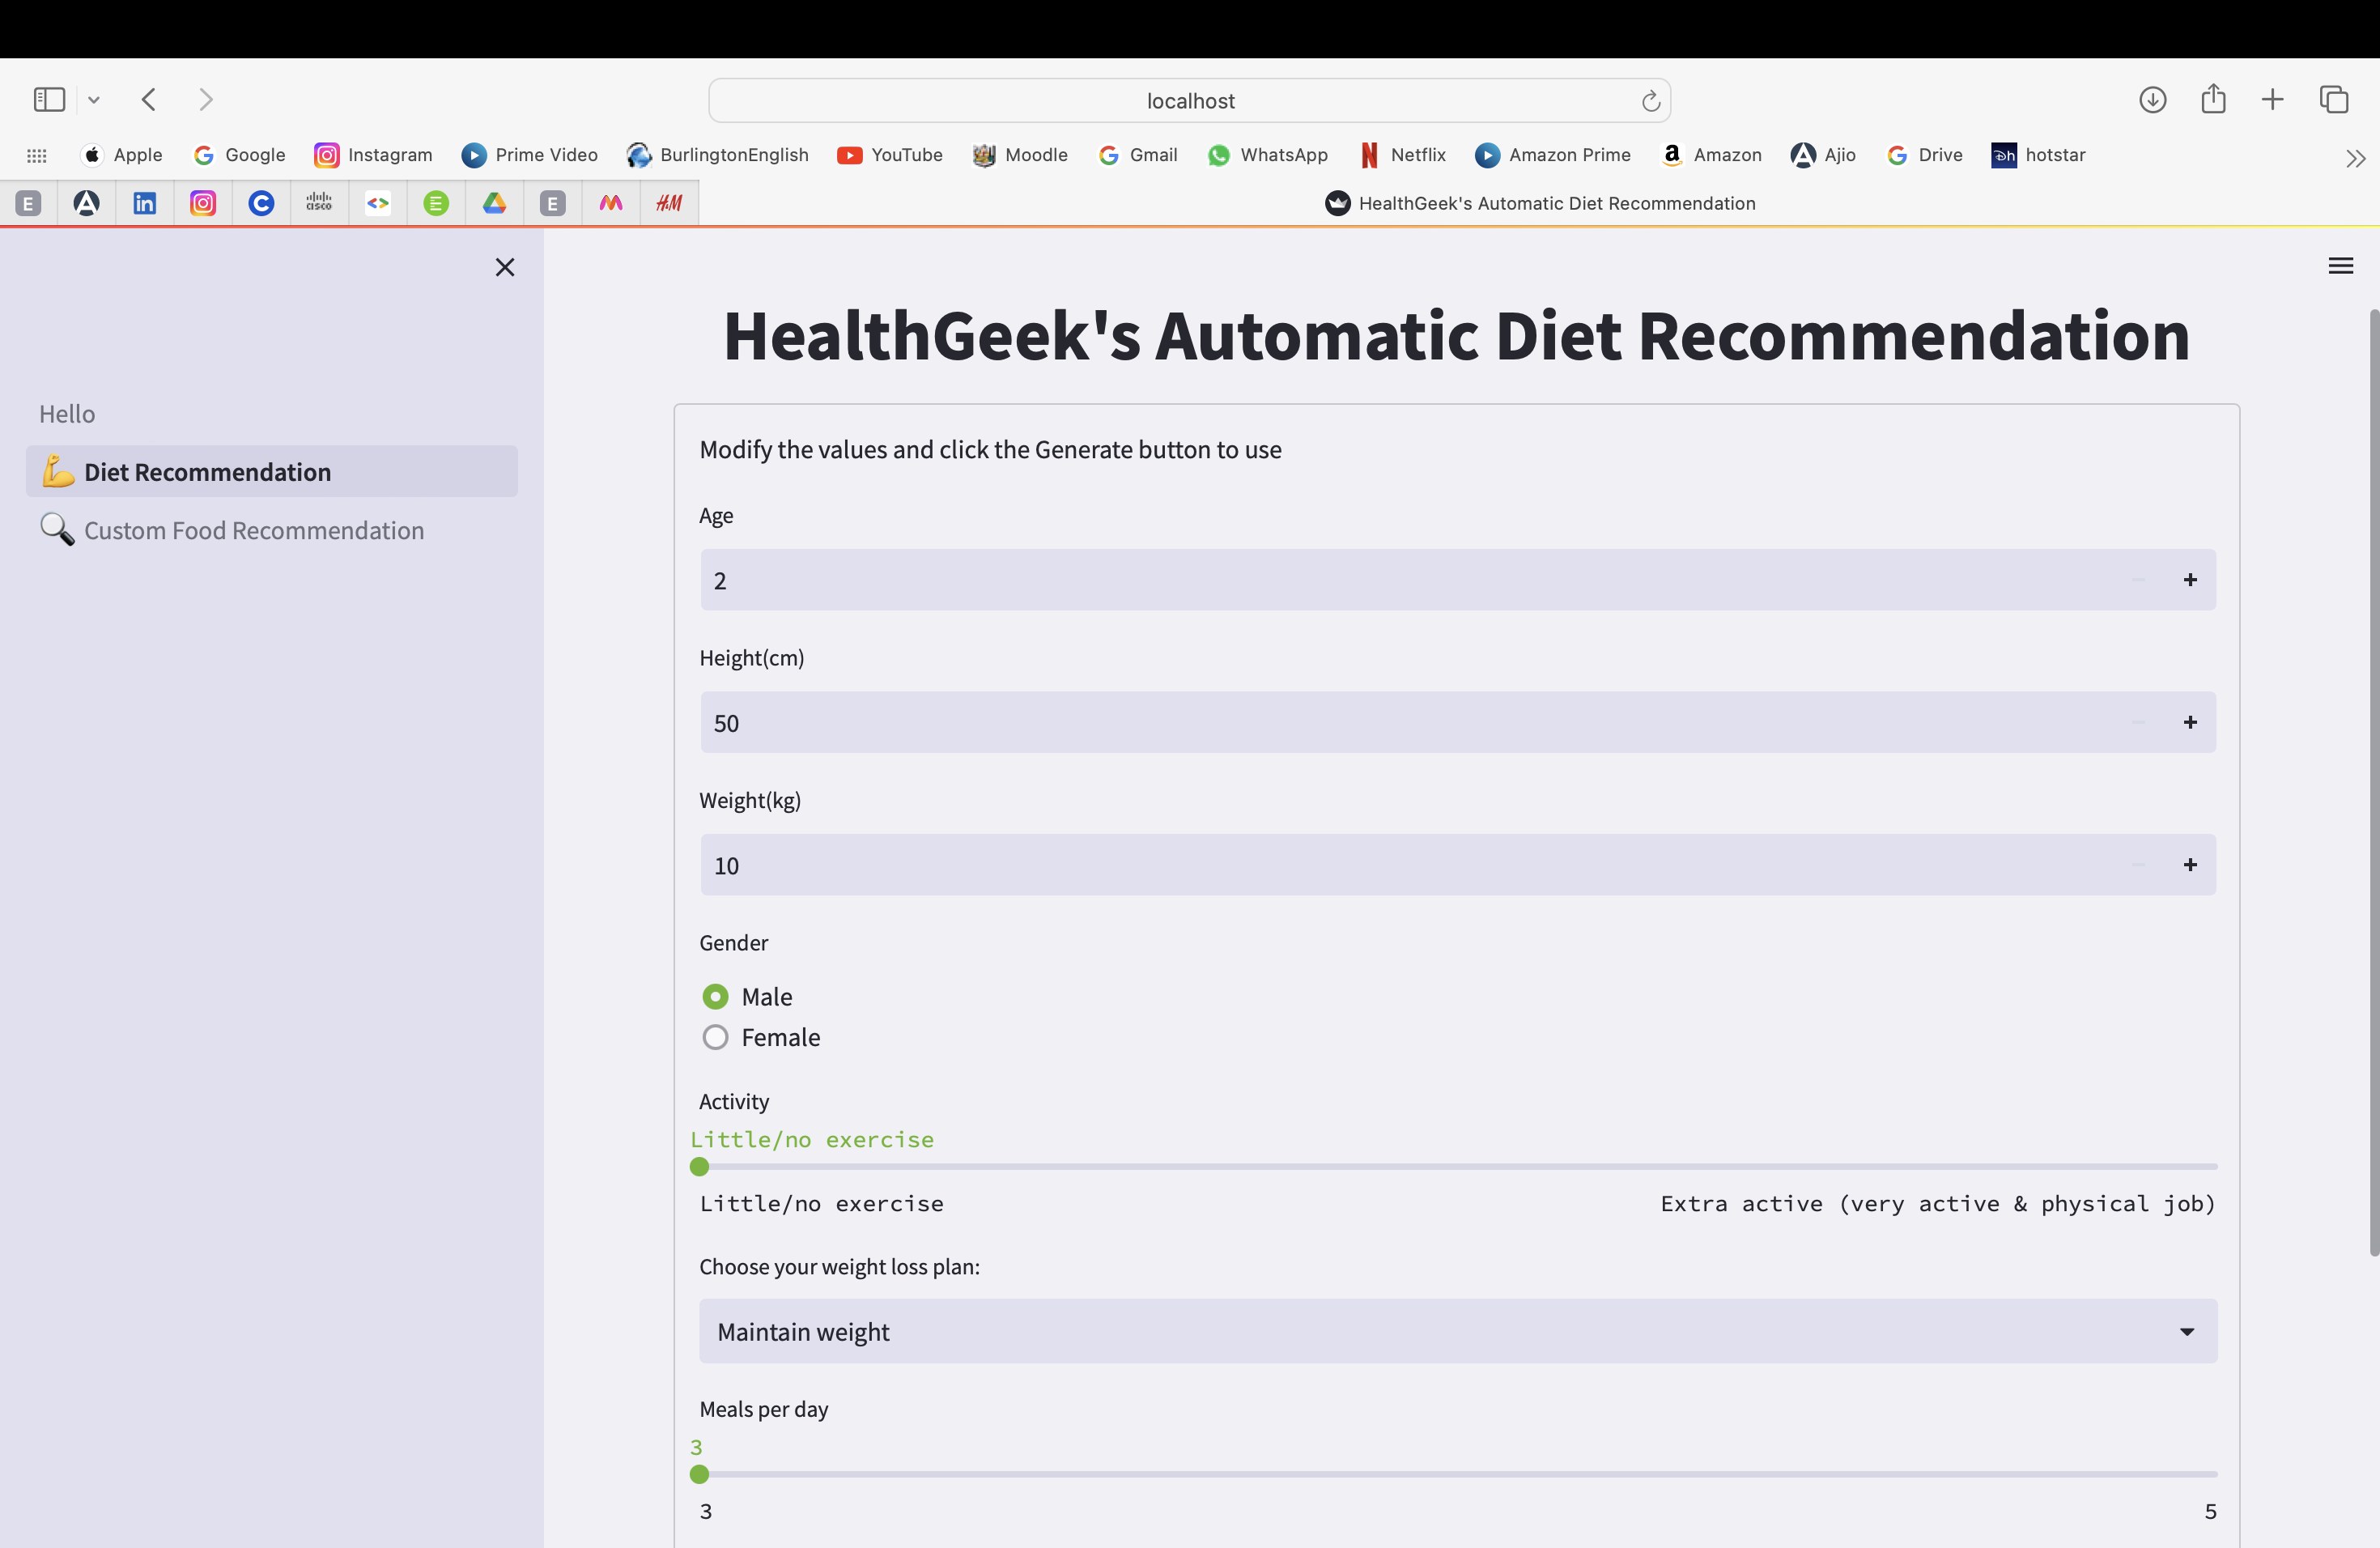 localhost
Apple Google Instagram Prime Video BurlingtonEnglish YouTube Moodle Gmail WhatsApp Netflix Amazon Prime Amazon Ajio Drive hotstar
E in C cisco E E H&M HealthGeek's Automatic Diet Recommendation
HealthGeek's Automatic Diet Recommendation
Hello
Diet Recommendation
Custom Food Recommendation
Modify the values and click the Generate button to use
Age
2
Height(cm)
50
Weight(kg)
10
Gender
Male
Female
Activity
Little/no exercise
Little/no exercise Extra active (very active & physical job)
Choose your weight loss plan:
Maintain weight
Meals per day
3
3 5